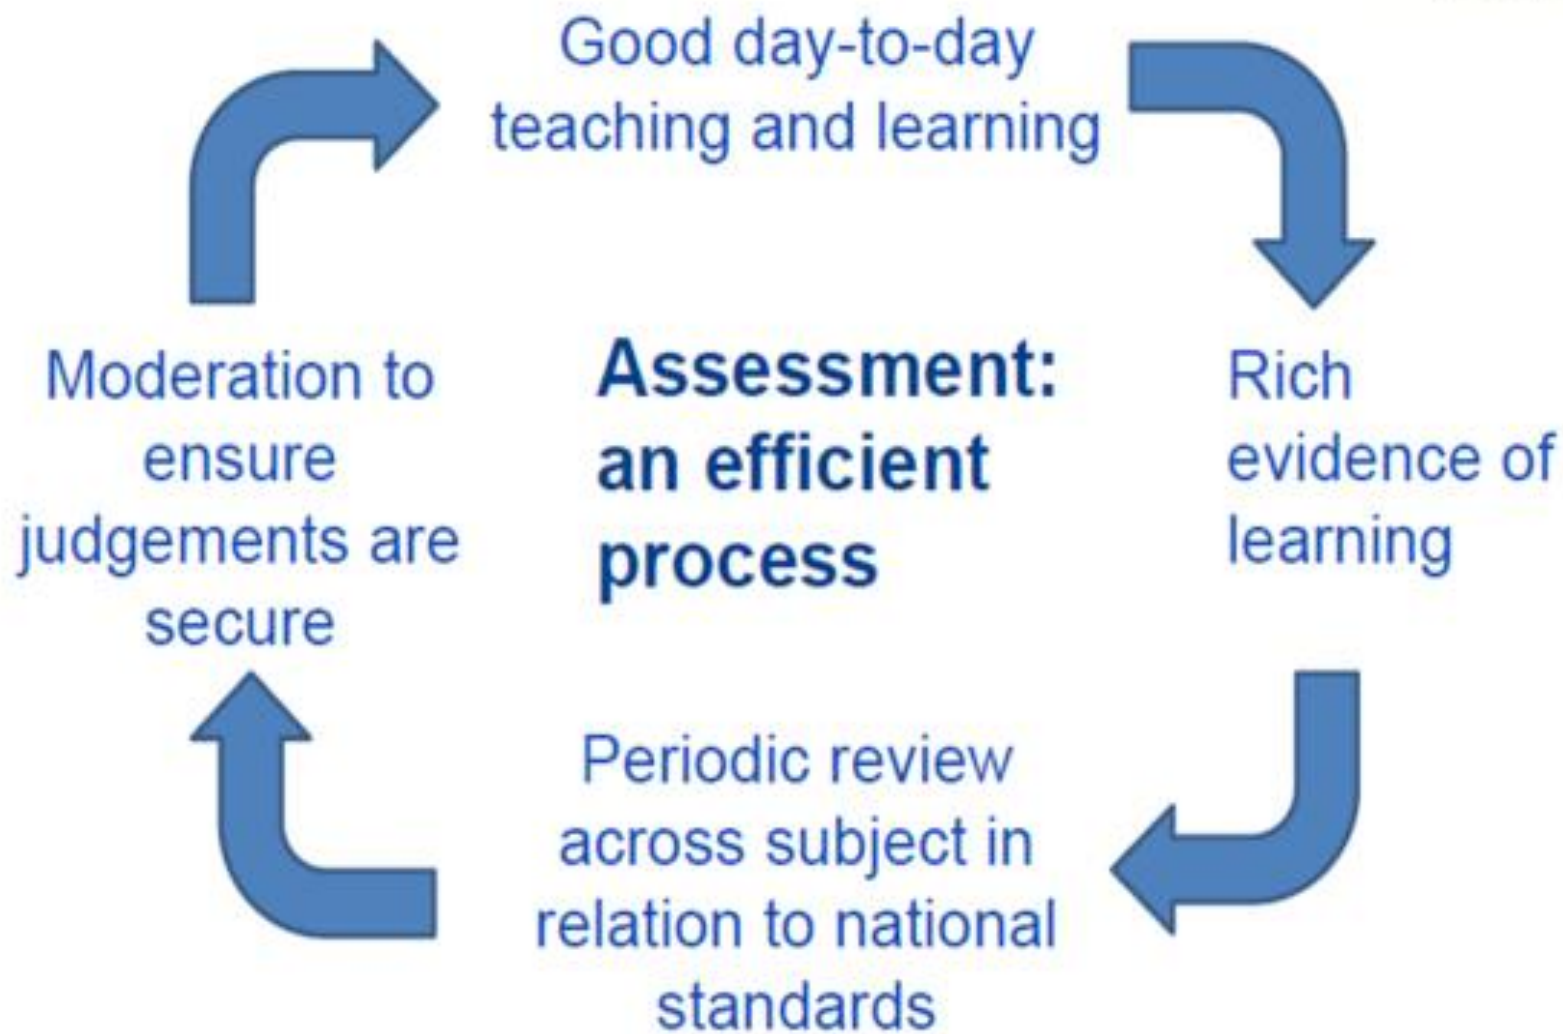 Good day-to-day
teaching and learning
Rich
evidence of
learning
Periodic review
across subject in
relation to national
standards
Moderation to
ensure
judgements are
secure
Assessment:
an efficient
process